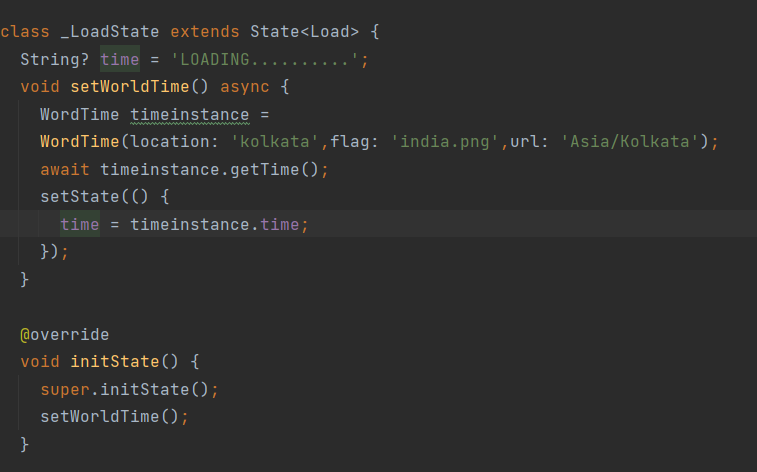 class _LoadState extends State<Load> {
String? time = 'LOADING..........';
void setWorldTime() async {
WordTime timeinstance =
WordTime(location: 'kolkata',flag: 'india.png',url: 'Asia/Kolkata');
await timeinstance.getTime();
setState(() {
time = timeinstance.time;
});
}
@override
void initState() {
super.initState();
setWorldTime();
}